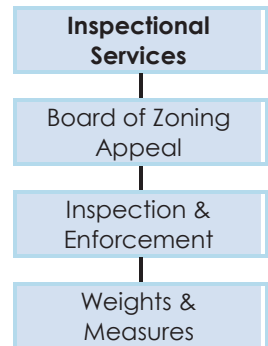 Inspectional
Services
Board of Zoning
Appeal
Inspection &
Enforcement
Weights &
Measures